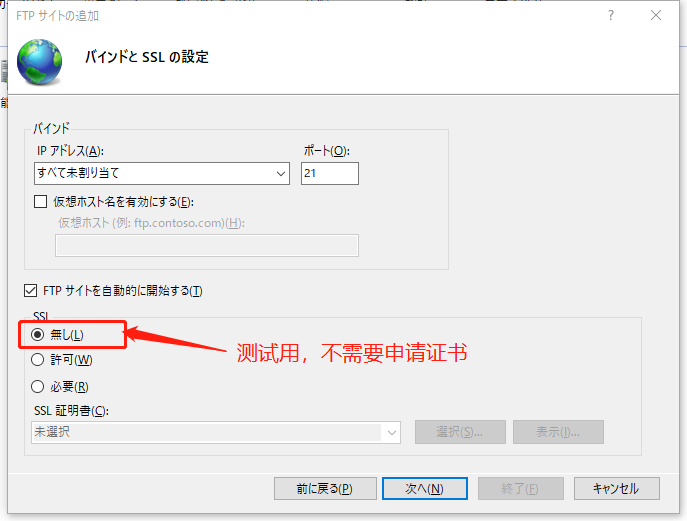 FTP サイトの追加
バインドと SSL の設定
バインド
IP アドレス(A):
ポート(O):
すべて未割り当て
21
仮想ホスト名を有効にする(E):
仮想ホスト (例: ftp.contoso.com)(H):
FTP サイトを自動的に開始する(T)
SSL
無し(L)
测试用，不需要申请证书
許可(W)
必要(R)
SSL 証明書(C):
未選択
選択(S)...
表示(I)...
前に戻る(P)
次へ(N)
終了(F)
キャンセル